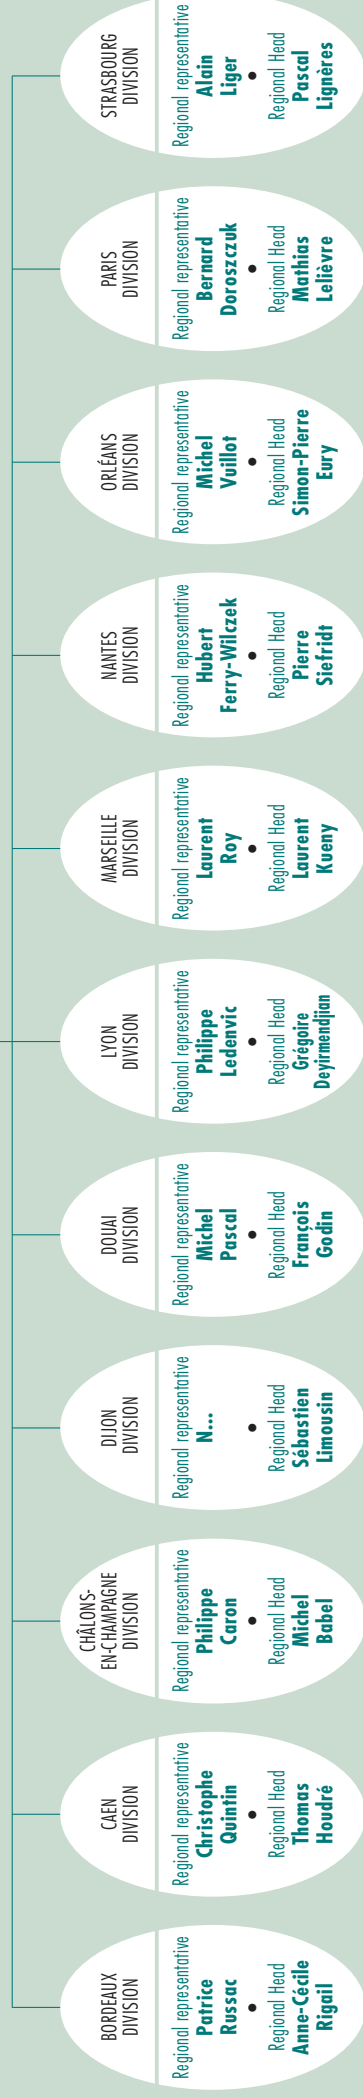 BORDEAUX
DIVISION
Regional representative
Patrice
Russac
•
Regional Head
Anne-Cécile
Rigail
CAEN
DIVISION
Regional representative
Christophe
Quintin
•
Regional Head
Thomas
Houdré
CHÂLONS-
EN-CHAMPAGNE
DIVISION
Regional representative
Philippe
Caron
•
Regional Head
Michel
Babel
DIJON
DIVISION
Regional representative
N...
•
Regional Head
Sébastien
Limousin
DOUAI
DIVISION
Regional representative
Michel
Pascal
•
Regional Head
François
Godin
LYON
DIVISION
Regional representative
Philippe
Ledenvic
•
Regional Head
Grégoire
Deyirmendjian
MARSEILLE
DIVISION
Regional representative
Laurent
Roy
•
Regional Head
Laurent
Kueny
NANTES
DIVISION
Regional representative
Hubert
Ferry-Wilczek
•
Regional Head
Pierre
Siefridt
ORLÉANS
DIVISION
Regional representative
Michel
Vuillot
•
Regional Head
Simon-Pierre
Eury
PARIS
DIVISION
Regional representative
Bernard
Doroszczuk
•
Regional Head
Mathias
Lelièvre
STRASBOURG
DIVISION
Regional representative
Alain
Liger
•
Regional Head
Pascal
Lignères